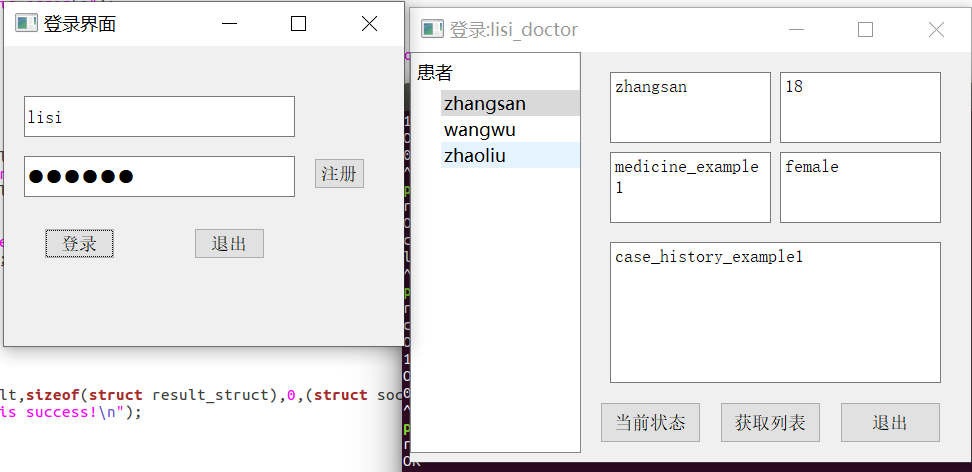 登录界面
lisi
●●●●●●
注册
登录
退出
lt,sizeof(struct result_struct),0,(struct soc
is success!\n");
登录:lisi_doctor
患者
zhangsan
wangwu
zhaoliu
zhangsan
18
medicine_example
1
female
case_history_example1
当前状态
获取列表
退出